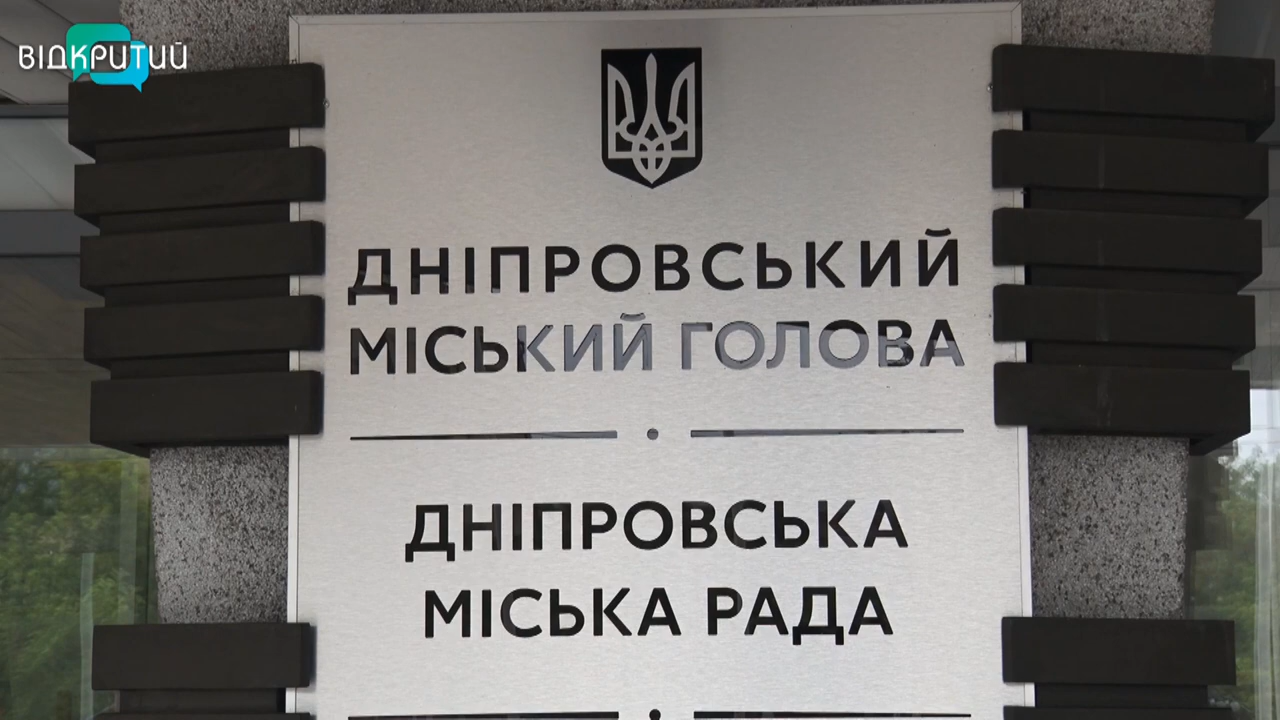 ВІДКРИТИЙ
ДНІПРОВСЬКИЙ
МІСЬКИЙ ГОЛОВА
ДНІПРОВСЬКА
МІСЬКА РАДА